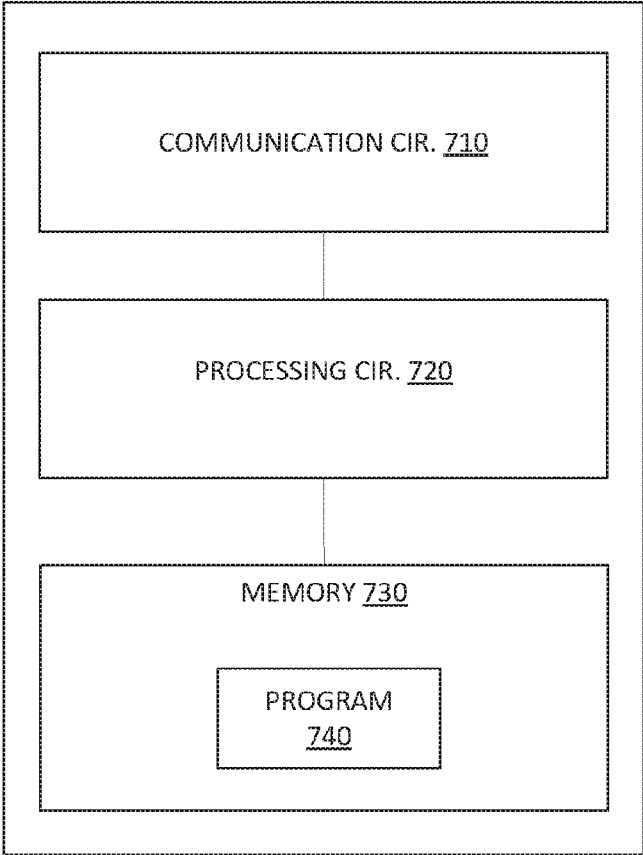 COMMUNICATION CIR. 710
PROCESSING CIR. 720
MEMORY 730
PROGRAM
740